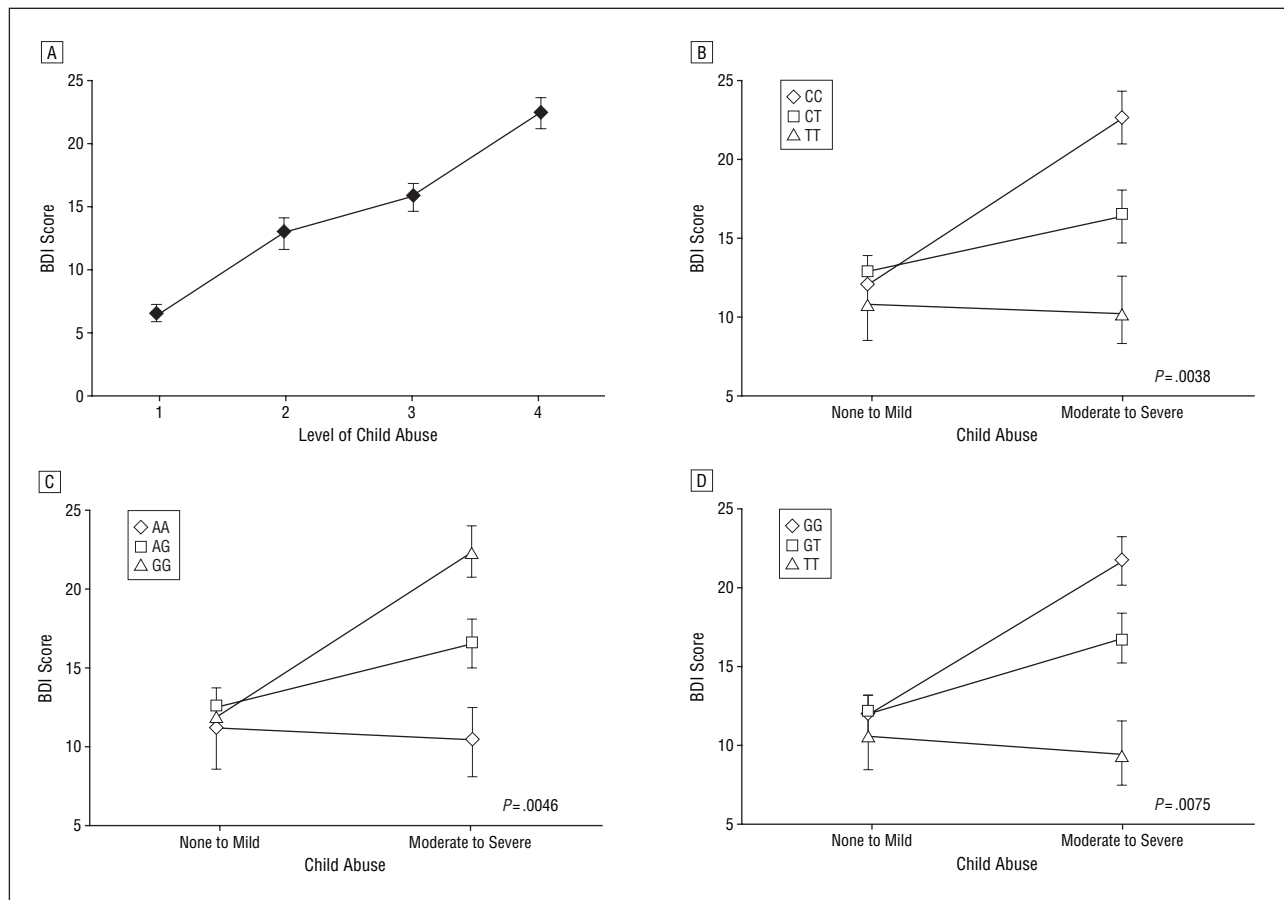 A
25
20
15
10
5
0
BDI Score
1 2 3 4
Level of Child Abuse
B
CC
CT
TT
25
20
15
10
5
BDI Score
P=.0038
None to Mild Moderate to Severe
Child Abuse
C
AA
AG
GG
25
20
15
10
5
BDI Score
P=.0046
None to Mild Moderate to Severe
Child Abuse
D
GG
GT
TT
25
20
15
10
5
BDI Score
P=.0075
None to Mild Moderate to Severe
Child Abuse